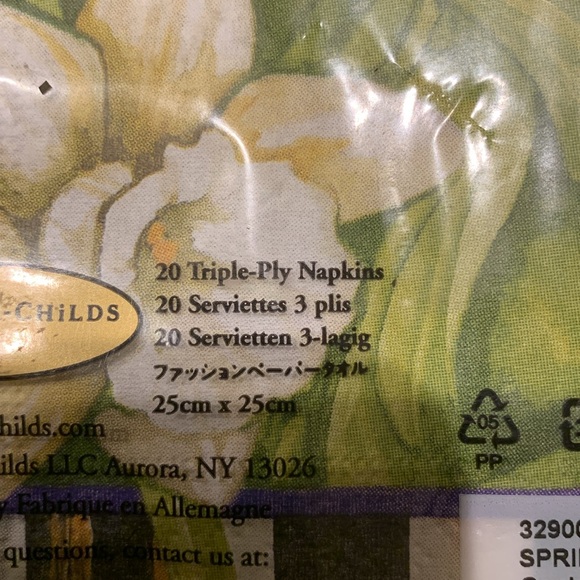 -CHiLDS
20 Triple-Ply Napkins
20 Serviettes 3 plis
20 Servietten 3-lagig
ファッションペーパータオル
25cm x 25cm
hilds.com
ilds LLC Aurora, NY 13026
y Fabrique en Allemagne
questions, contact us at:
05
PP
3290
SPRI